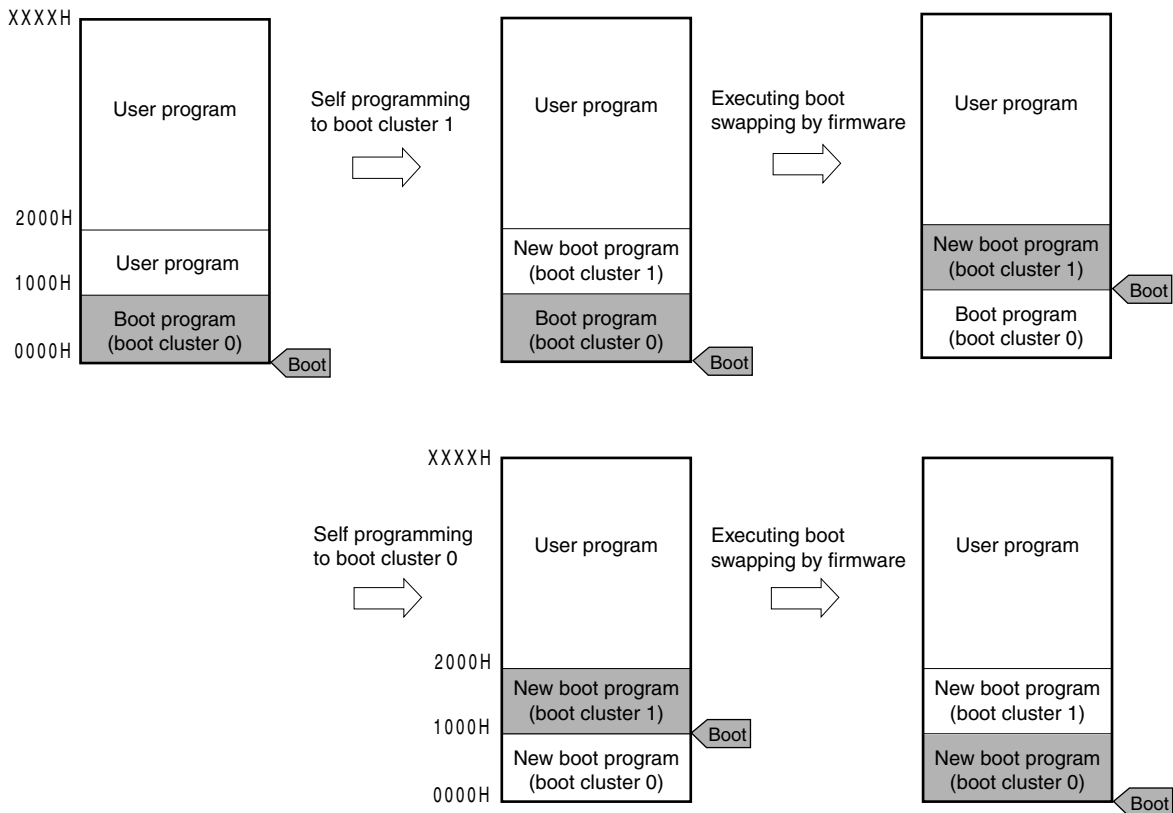 XXXXH
User program
2000H
User program
1000H
Boot program
(boot cluster 0)
0000H
Boot
Self programming
to boot cluster 1
User program
New boot program
(boot cluster 1)
Boot program
(boot cluster 0)
Boot
Executing boot
swapping by firmware
User program
New boot program
(boot cluster 1)
Boot
Boot program
(boot cluster 0)
Self programming
to boot cluster 0
XXXXH
User program
2000H
New boot program
(boot cluster 1)
1000H
Boot
New boot program
(boot cluster 0)
0000H
Executing boot
swapping by firmware
User program
New boot program
(boot cluster 1)
New boot program
(boot cluster 0)
Boot